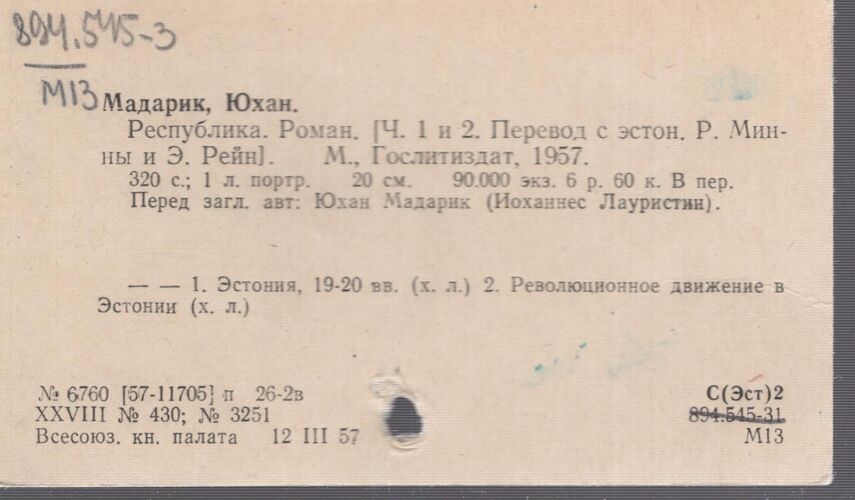 894.545-3
М13
Мадарик, Юхан.
Республика. Роман. [Ч. 1 и 2. Перевод с эстон. Р. Мин-
ны и Э. Рейн]. М., Гослитиздат, 1957.
320 с.; 1 л. портр. 20 см. 90.000 экз. 6 р. 60 к. В пер.
Перед загл. авт: Юхан Мадарик (Иоханнес Лауристин).
— — 1. Эстония, 19-20 вв. (х. л.) 2. Революционное движение в
Эстонии (х. л.)
№ 6760 [57-11705] п 26-2в
XXVIII № 430; № 3251
Всесоюз. кн. палата 12 III 57
С(Эст)2
894.545-31
М13